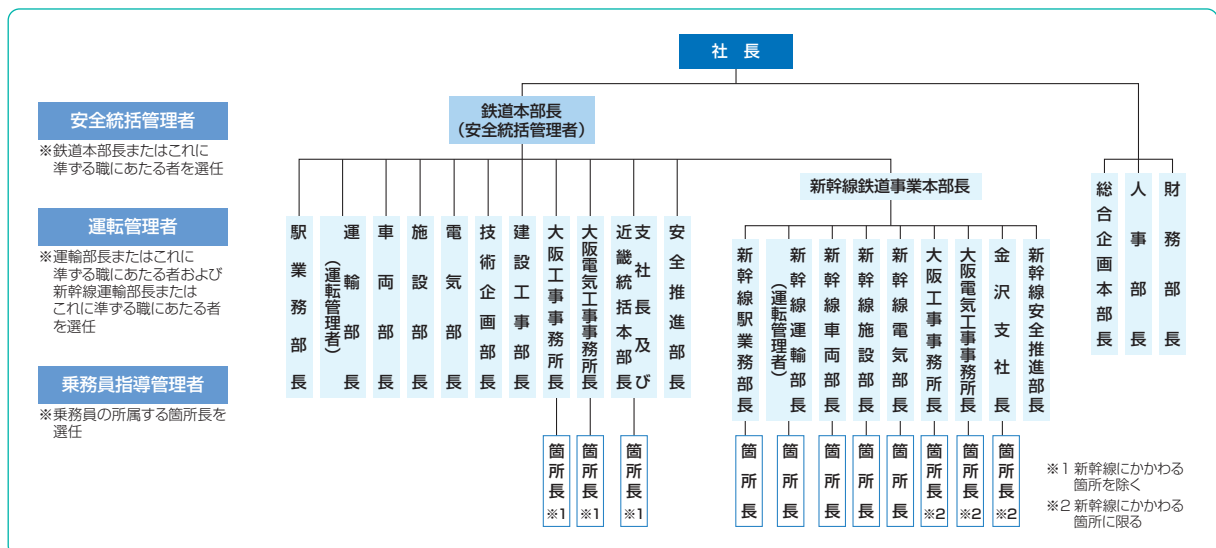 社 長
鉄道本部長
(安全統括管理者)
安全統括管理者
※鉄道本部長またはこれに
準ずる職にあたる者を選任
運転管理者
※運輸部長またはこれに
準ずる職にあたる者および
新幹線運輸部長または
これに準ずる職にあたる者
を選任
乗務員指導管理者
※乗務員の所属する箇所長を
選任
駅業務部長
運輸部長
(運転管理者)
車両部長
施設部長
電気部長
技術企画部長
建設工事部長
大阪工事事務所長
大阪電気工事事務所長
支社長及び
近畿統括本部長
安全推進部長
箇所長※1
箇所長※1
箇所長※1
新幹線鉄道事業本部長
新幹線駅業務部長
新幹線運輸部長
(運転管理者)
新幹線車両部長
新幹線施設部長
新幹線電気部長
大阪工事事務所長
大阪電気工事事務所長
金沢支社長
新幹線安全推進部長
箇所長
箇所長
箇所長
箇所長
箇所長
箇所長※2
箇所長※2
箇所長※2
総合企画本部長
人事部長
財務部長
※1 新幹線にかかわる
箇所を除く
※2 新幹線にかかわる
箇所に限る